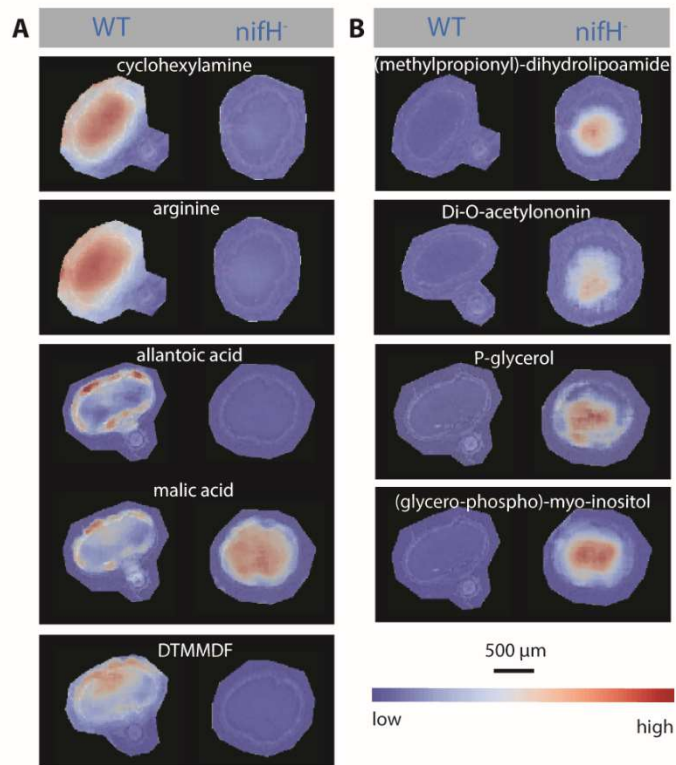 A WT nifH-
cyclohexylamine
arginine
allantoic acid
malic acid
DTMMDF
B WT nifH-
(methylpropionyl)-dihydrolipoamide
Di-O-acetylononin
P-glycerol
(glycero-phospho)-myo-inositol
500 µm
low high